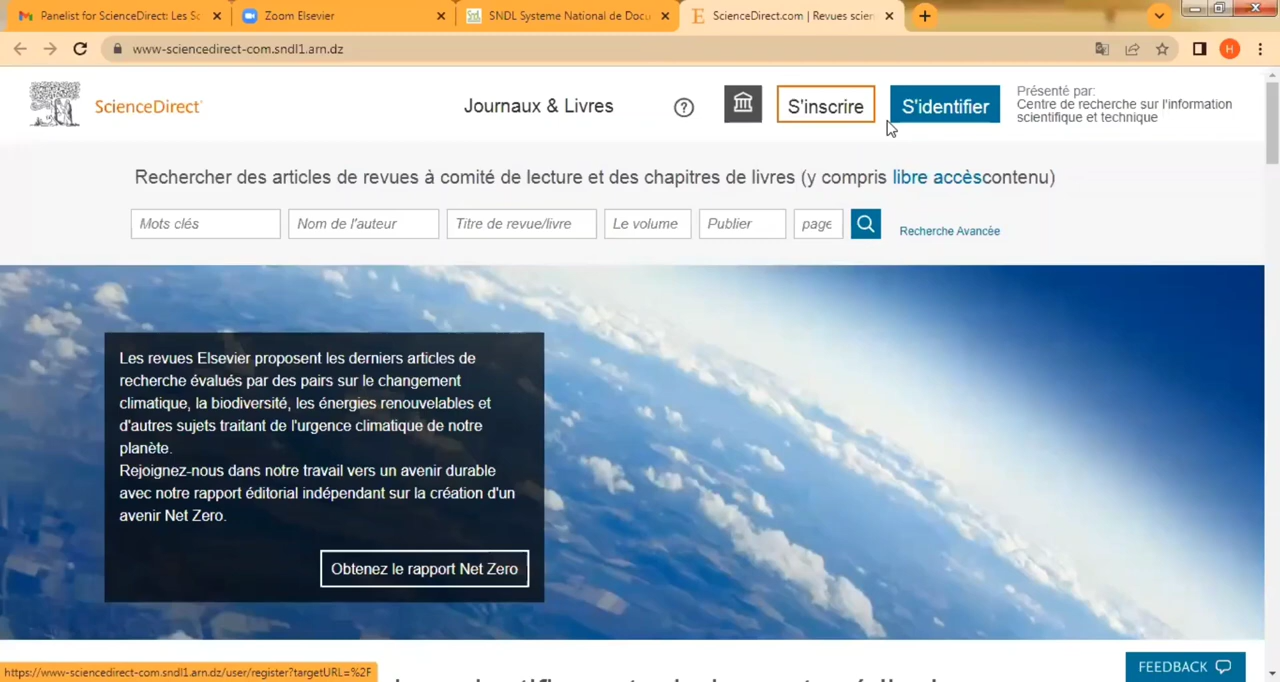 Panelist for ScienceDirect: Les Sc
Zoom Elsevier
SNDL Systeme National de Docu
ScienceDirect.com | Revues scien
www-sciencedirect-com.sndl1.arn.dz
H
ScienceDirect
Journaux & Livres
?
S'inscrire
S'identifier
Présenté par:
Centre de recherche sur l'information
scientifique et technique
Rechercher des articles de revues à comité de lecture et des chapitres de livres (y compris libre accèscontenu)
Mots clés
Nom de l'auteur
Titre de revue/livre
Le volume
Publier
page
Recherche Avancée
Les revues Elsevier proposent les derniers articles de
recherche évalués par des pairs sur le changement
climatique, la biodiversité, les énergies renouvelables et
d'autres sujets traitant de l'urgence climatique de notre
planète.
Rejoignez-nous dans notre travail vers un avenir durable
avec notre rapport éditorial indépendant sur la création d'un
avenir Net Zero.
Obtenez le rapport Net Zero
FEEDBACK
https://www-sciencedirect-com.sndl1.arn.dz/user/register?targetURL=%2F